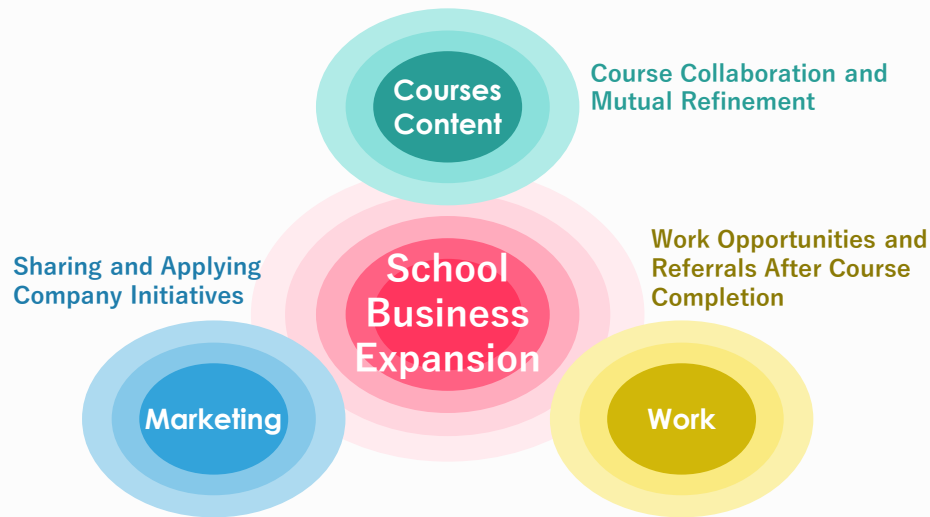 Courses
Content
Course Collaboration and
Mutual Refinement
School
Business
Expansion
Sharing and Applying
Company Initiatives
Work Opportunities and
Referrals After Course
Completion
Marketing
Work